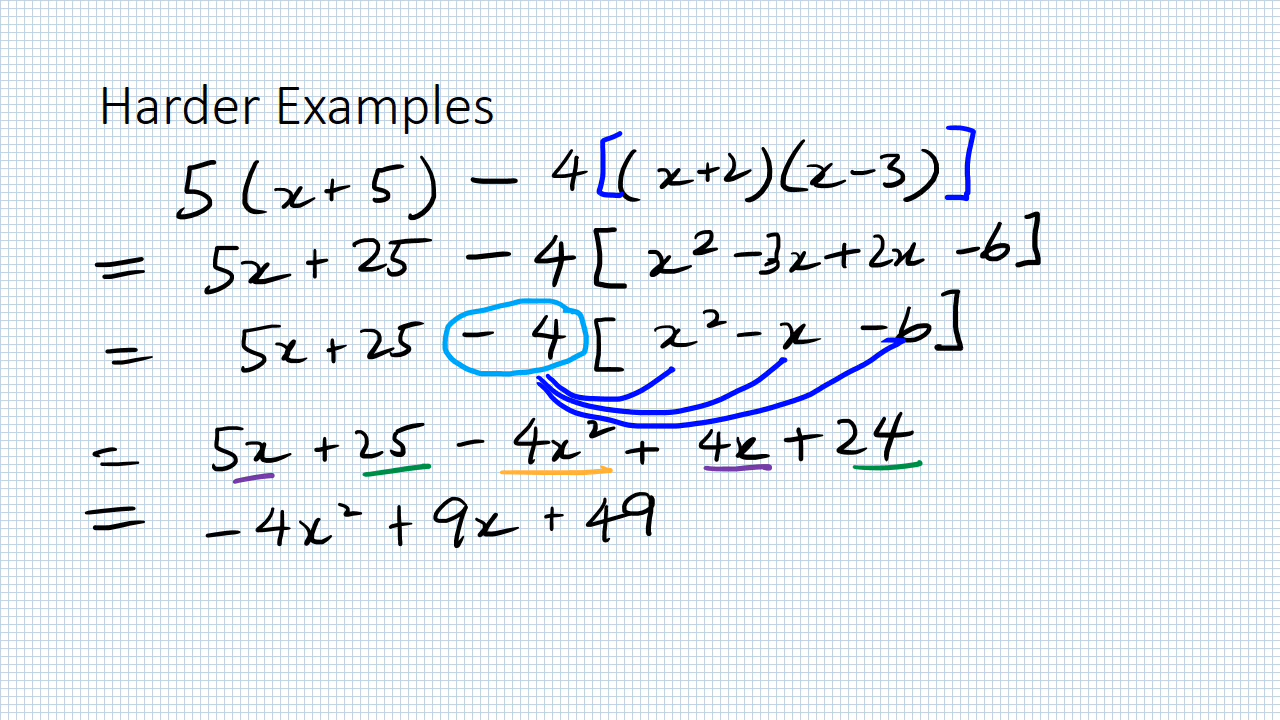 Harder Examples
5(x+5) - 4[(x+2)(x-3)]
= 5x+25 - 4[x² -3x+2x -6]
= 5x+25 - 4[x² - x -6]
= 5x +25 - 4x² + 4x +24
= - 4x² + 9x + 49